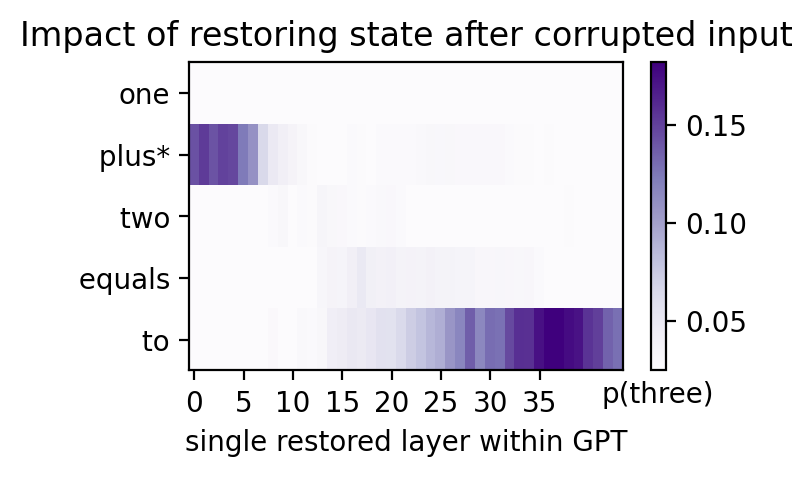 Impact of restoring state after corrupted input
one
plus*
two
equals
to
0 5 10 15 20 25 30 35
single restored layer within GPT
0.15
0.10
0.05
p(three)